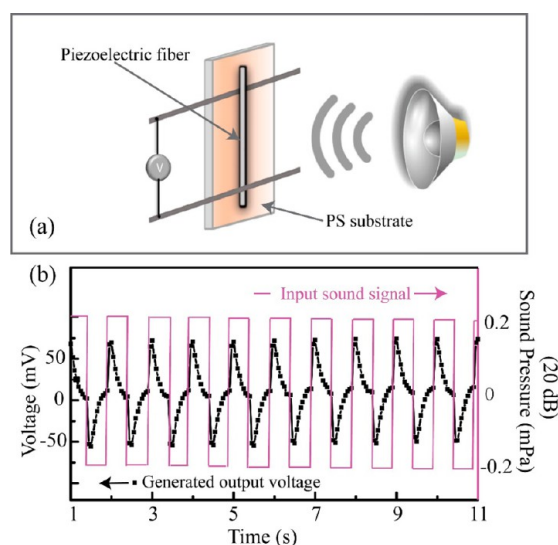 Piezoelectric fiber
V
PS substrate
(a)
(b)
Input sound signal
Generated output voltage
Voltage (mV)
50
0
-50
Sound Pressure (mPa)
(20 dB)
0.2
0
-0.2
1 3 5 7 9 11
Time (s)